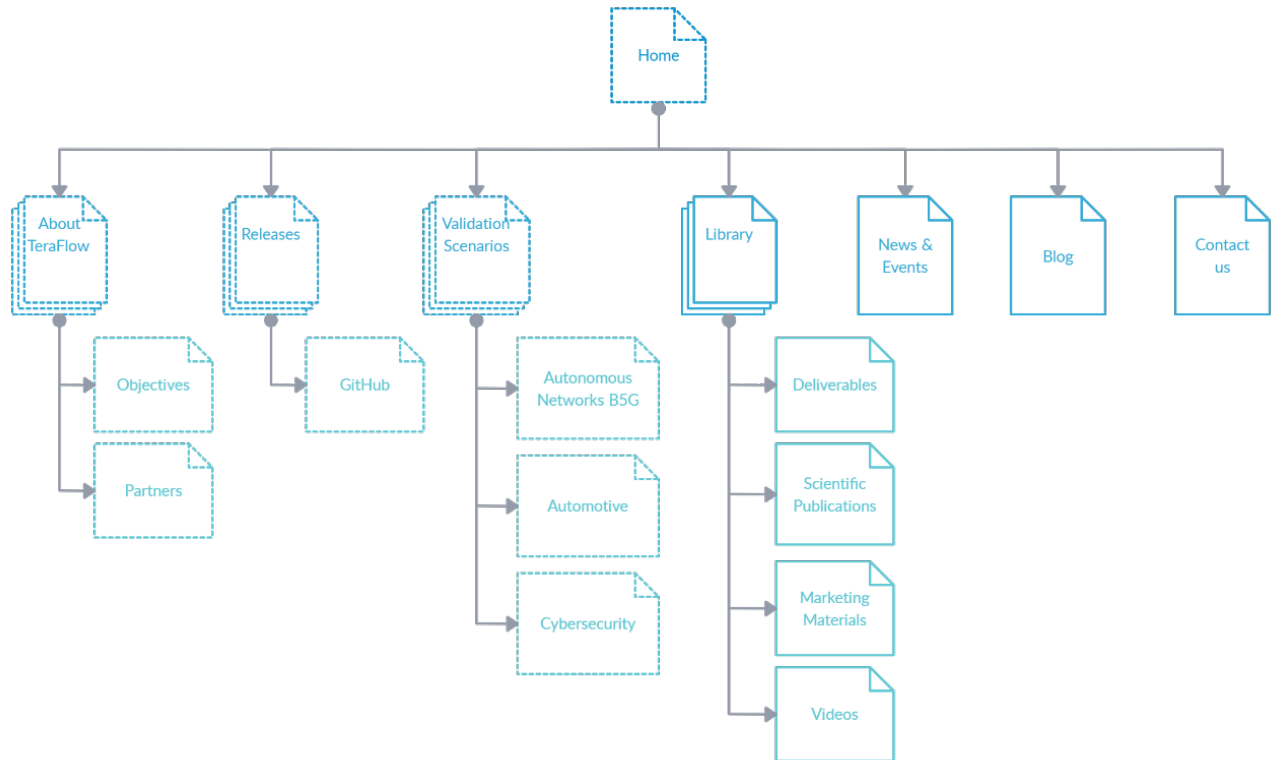 Home
About
TeraFlow
Releases
Validation
Scenarios
Library
News &
Events
Blog
Contact
us
Objectives
Partners
GitHub
Autonomous
Networks B5G
Automotive
Cybersecurity
Deliverables
Scientific
Publications
Marketing
Materials
Videos